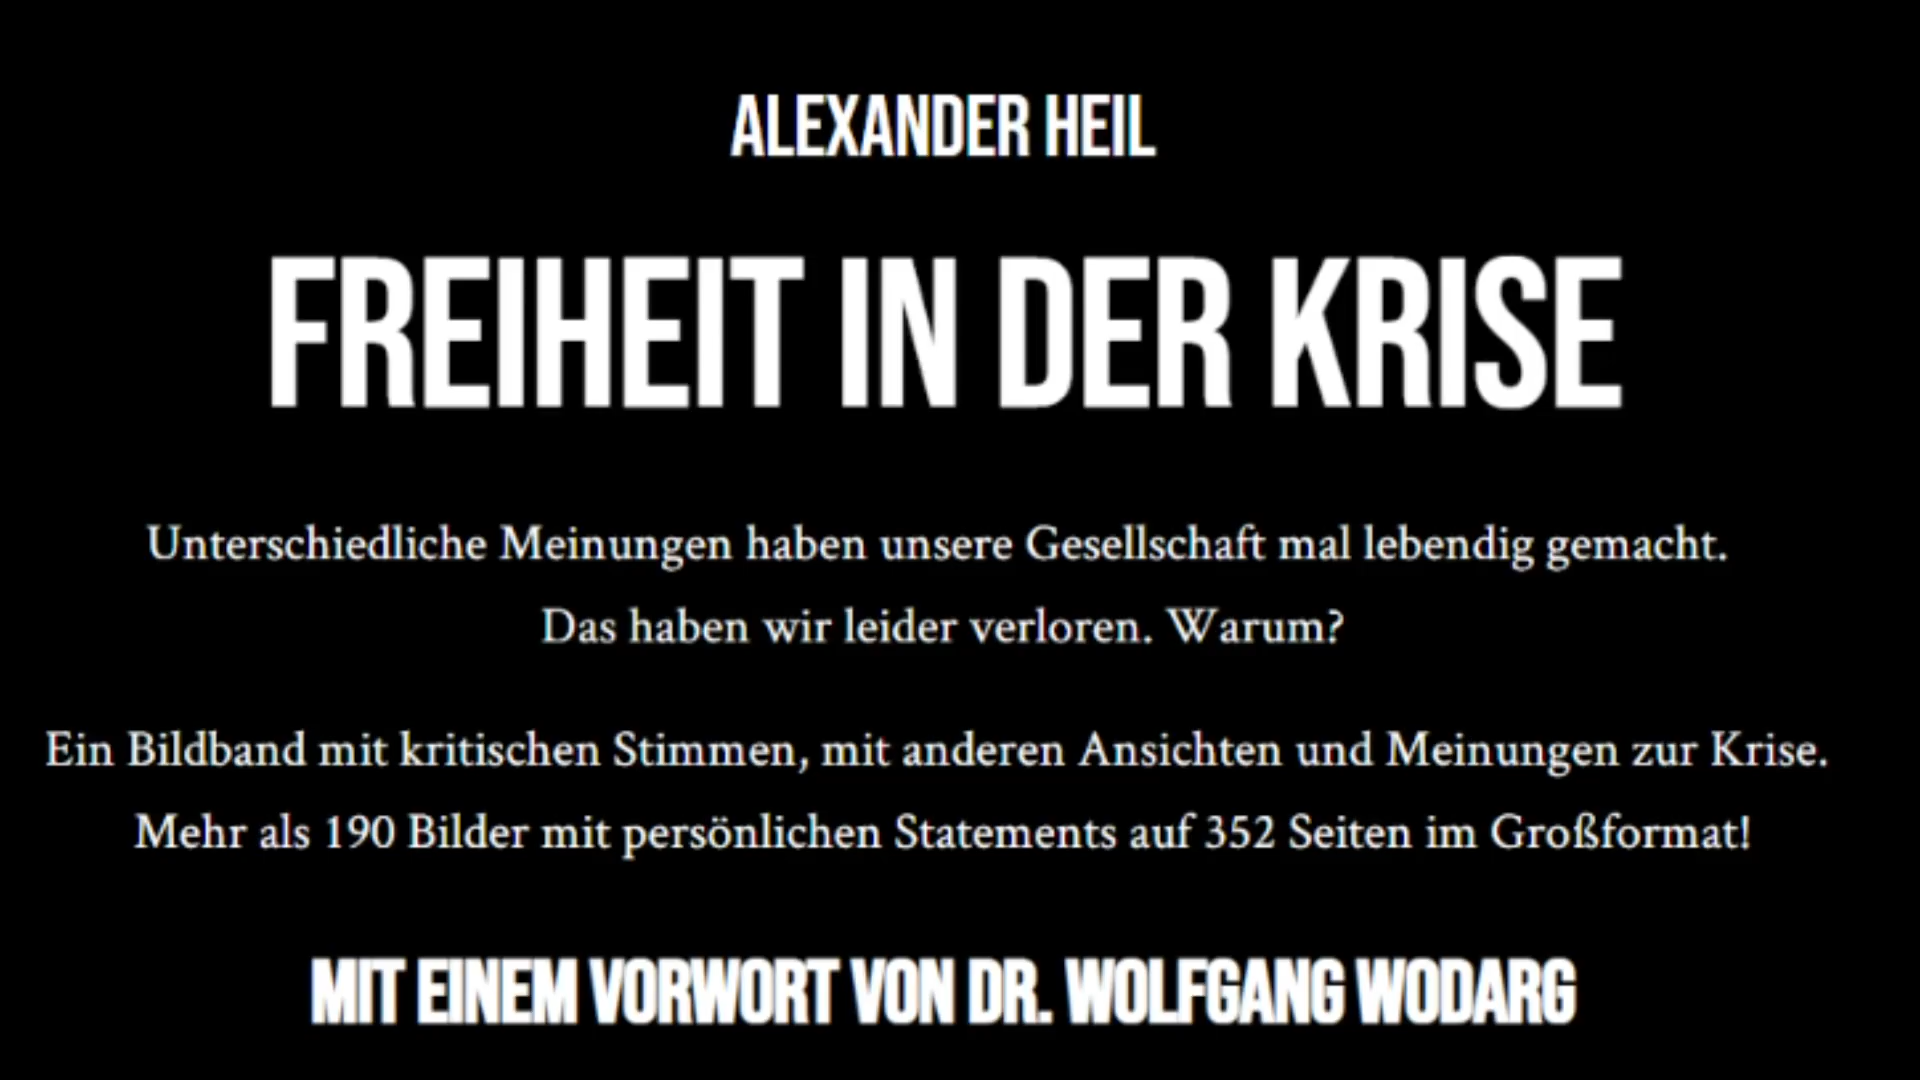 ALEXANDER HEIL
FREIHEIT IN DER KRISE
Unterschiedliche Meinungen haben unsere Gesellschaft mal lebendig gemacht.
Das haben wir leider verloren. Warum?
Ein Bildband mit kritischen Stimmen, mit anderen Ansichten und Meinungen zur Krise.
Mehr als 190 Bilder mit persönlichen Statements auf 352 Seiten im Großformat!
MIT EINEM VORWORT VON DR. WOLFGANG WODARG